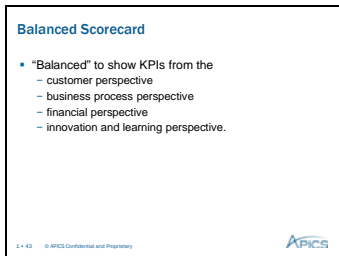 Balanced Scorecard
▪ “Balanced” to show KPIs from the
– customer perspective
– business process perspective
– financial perspective
– innovation and learning perspective.
1 • 43 © APICS Confidential and Proprietary
APICS